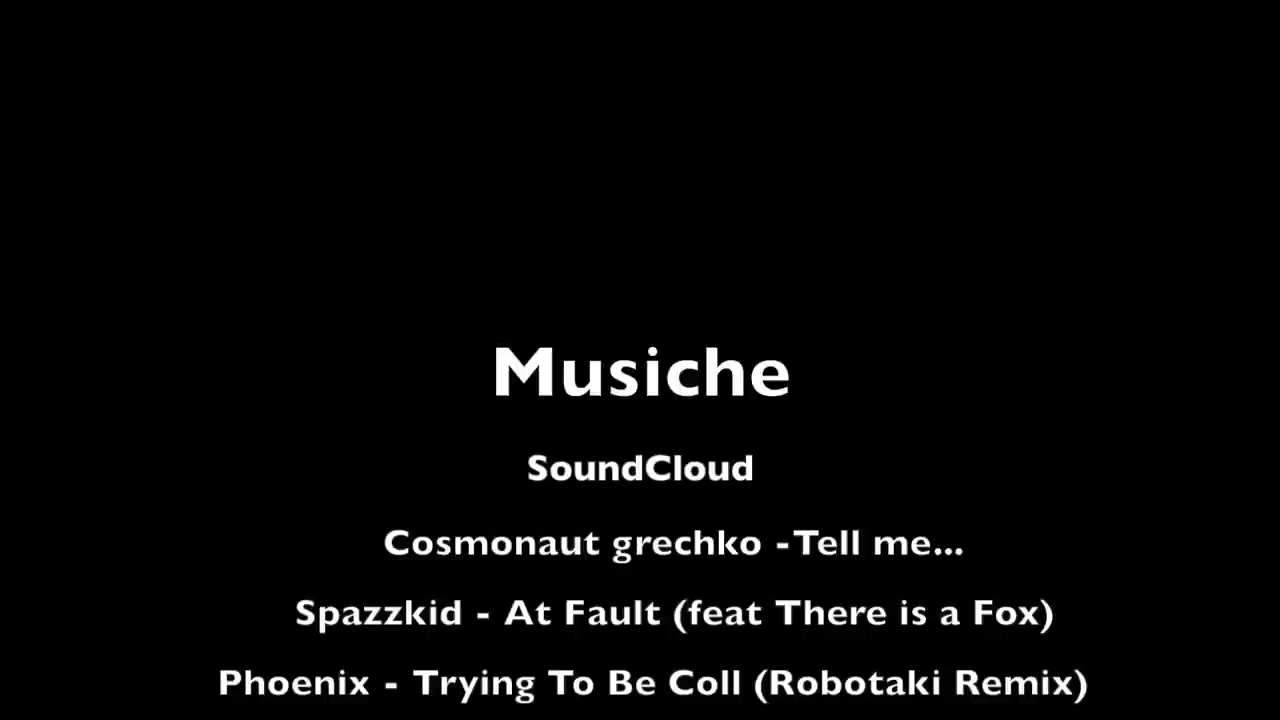 Musiche
SoundCloud
Cosmonaut grechko -Tell me...
Spazzkid - At Fault (feat There is a Fox)
Phoenix - Trying To Be Coll (Robotaki Remix)